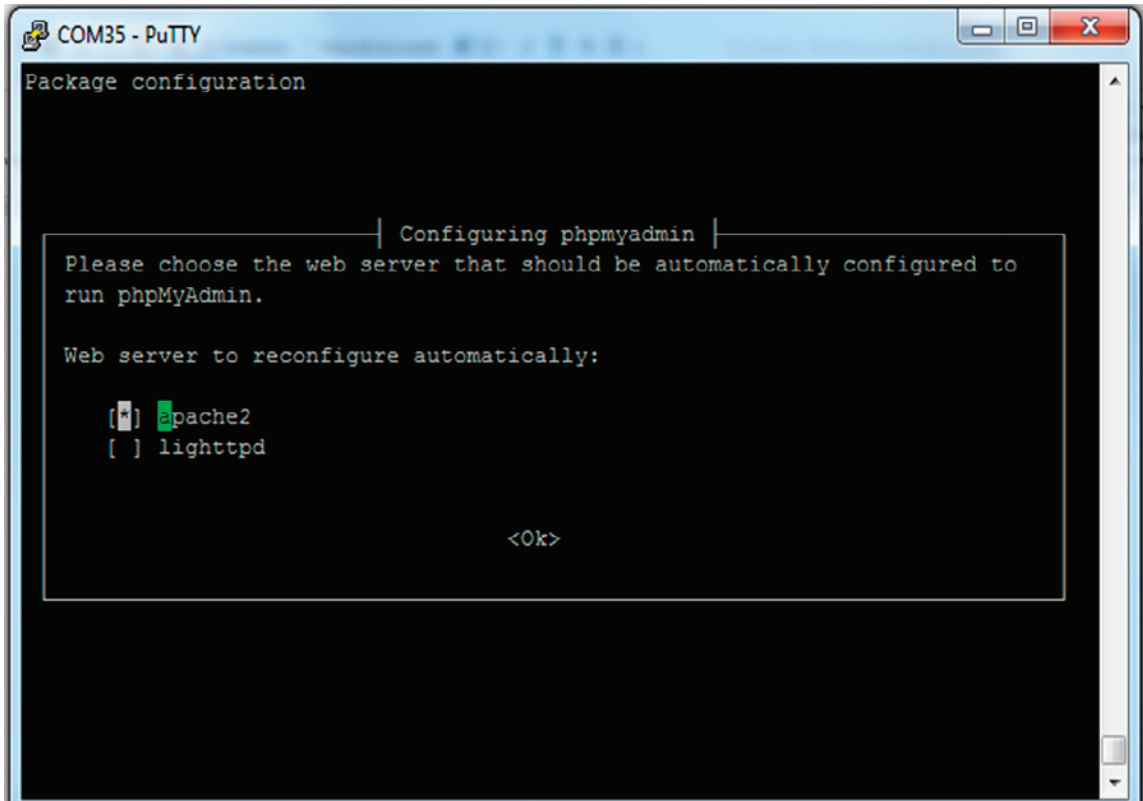 COM35 - PuTTY
Package configuration
Configuring phpmyadmin
Please choose the web server that should be automatically configured to
run phpMyAdmin.
Web server to reconfigure automatically:
[*] apache2
[ ] lighttpd
<Ok>